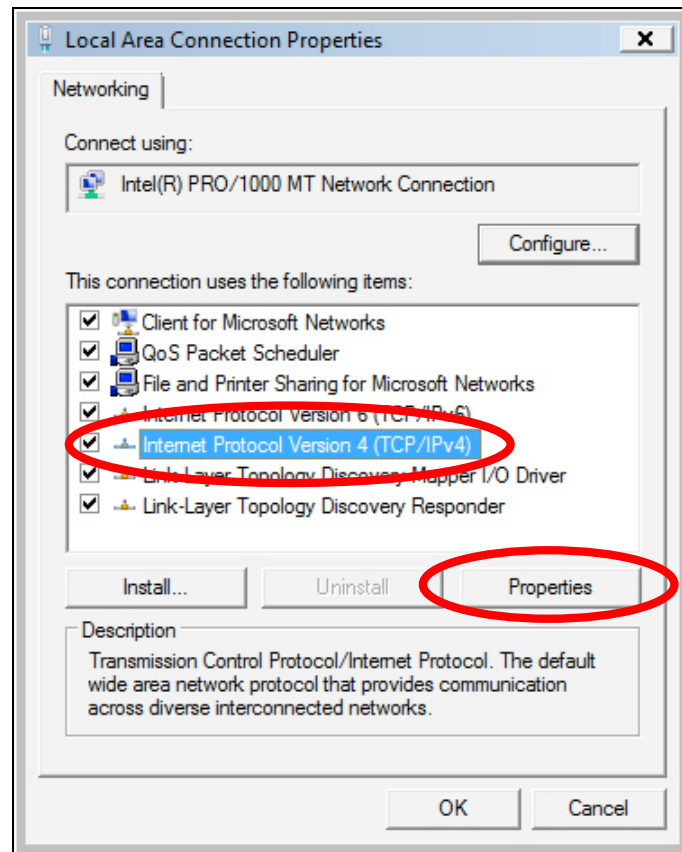 Local Area Connection Properties
Networking
Connect using:
Intel(R) PRO/1000 MT Network Connection
Configure...
This connection uses the following items:
Client for Microsoft Networks
QoS Packet Scheduler
File and Printer Sharing for Microsoft Networks
Internet Protocol Version 6 (TCP/IPv6)
Internet Protocol Version 4 (TCP/IPv4)
Link-Layer Topology Discovery Mapper I/O Driver
Link-Layer Topology Discovery Responder
Install... Uninstall Properties
Description
Transmission Control Protocol/Internet Protocol. The default
wide area network protocol that provides communication
across diverse interconnected networks.
OK Cancel